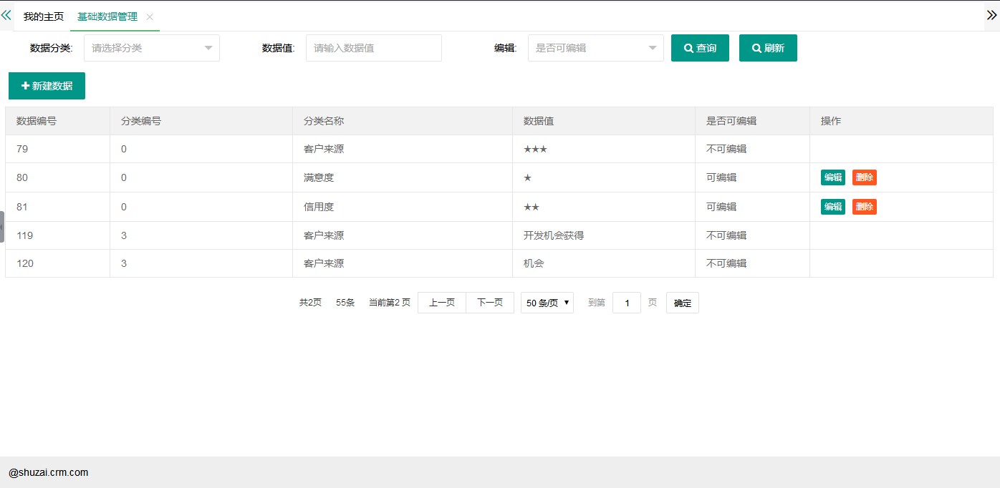 我的主页 基础数据管理
数据分类: 请选择分类 数据值: 请输入数据值 编辑: 是否可编辑 查询 刷新
新建数据
数据编号 分类编号 分类名称 数据值 是否可编辑 操作
79 0 客户来源 ★★★ 不可编辑
80 0 满意度 ★ 可编辑 编辑 删除
81 0 信用度 ★★ 可编辑 编辑 删除
119 3 客户来源 开发机会获得 不可编辑
120 3 客户来源 机会 不可编辑
共2页 55条 当前第2 页 上一页 下一页 50 条/页 到第 1 页 确定
@shuzai.crm.com